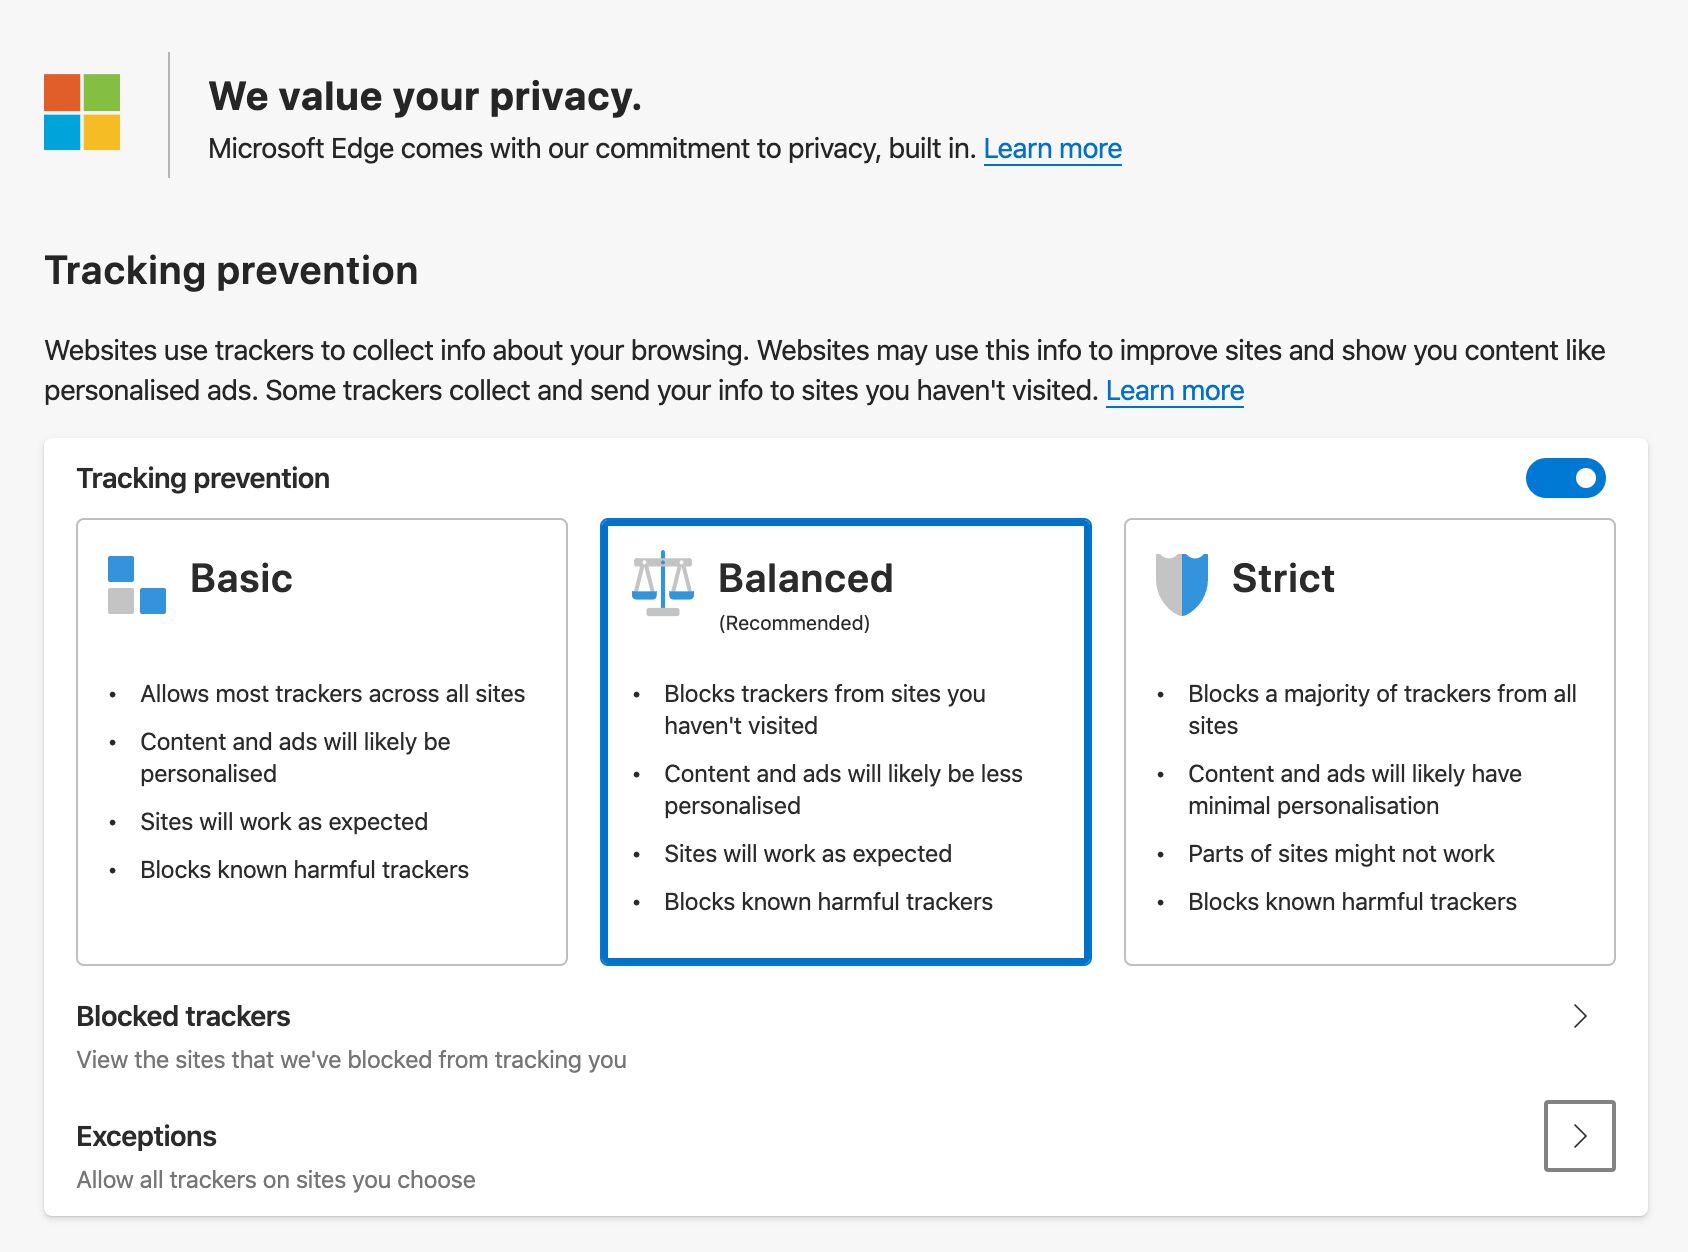 We value your privacy.
Microsoft Edge comes with our commitment to privacy, built in. Learn more
Tracking prevention
Websites use trackers to collect info about your browsing. Websites may use this info to improve sites and show you content like
personalised ads. Some trackers collect and send your info to sites you haven't visited. Learn more
Tracking prevention
Basic
• Allows most trackers across all sites
• Content and ads will likely be
personalised
• Sites will work as expected
• Blocks known harmful trackers
Balanced
(Recommended)
• Blocks trackers from sites you
haven't visited
• Content and ads will likely be less
personalised
• Sites will work as expected
• Blocks known harmful trackers
Strict
• Blocks a majority of trackers from all
sites
• Content and ads will likely have
minimal personalisation
• Parts of sites might not work
• Blocks known harmful trackers
Blocked trackers
View the sites that we've blocked from tracking you
Exceptions
Allow all trackers on sites you choose